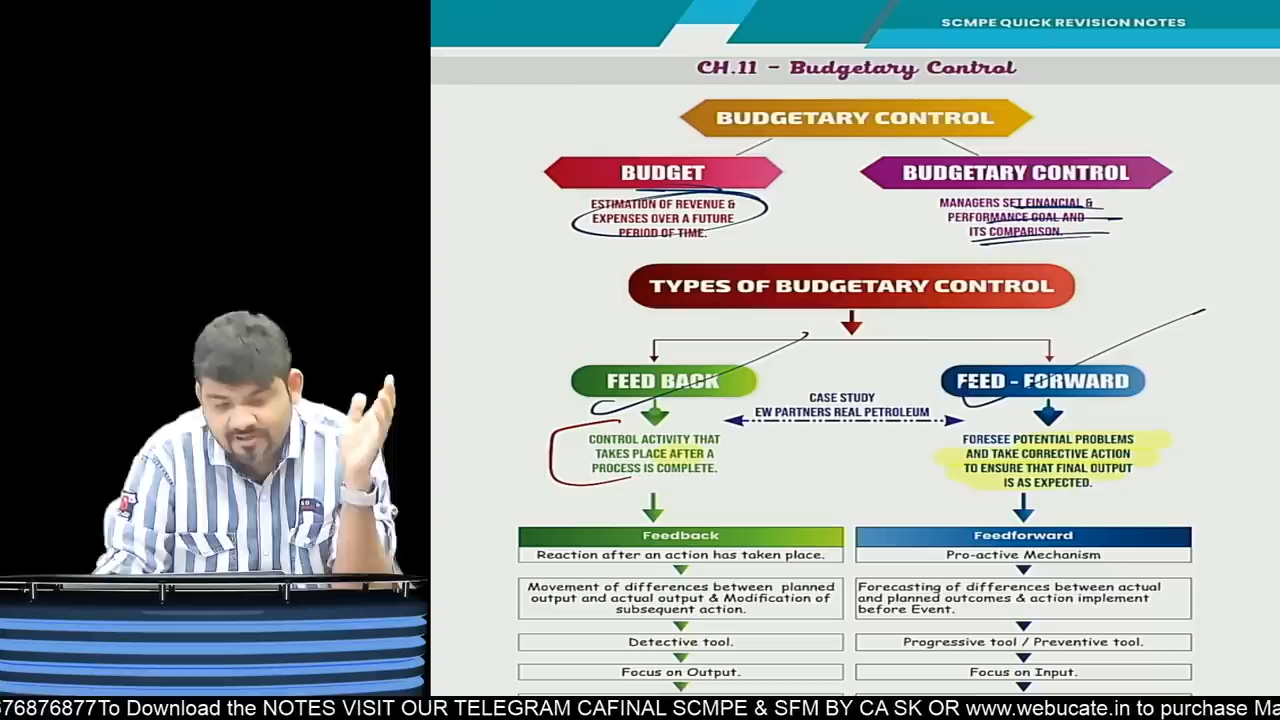 SCMPE QUICK REVISION NOTES
CH.11 - Budgetary Control
BUDGETARY CONTROL
BUDGET
ESTIMATION OF REVENUE &
EXPENSES OVER A FUTURE
PERIOD OF TIME.
BUDGETARY CONTROL
MANAGERS SET FINANCIAL &
PERFORMANCE GOAL AND
ITS COMPARISON.
TYPES OF BUDGETARY CONTROL
FEED BACK
CASE STUDY
EW PARTNERS REAL PETROLEUM
FEED - FORWARD
CONTROL ACTIVITY THAT
TAKES PLACE AFTER A
PROCESS IS COMPLETE.
FORESEE POTENTIAL PROBLEMS
AND TAKE CORRECTIVE ACTION
TO ENSURE THAT FINAL OUTPUT
IS AS EXPECTED.
Feedback
Reaction after an action has taken place.
Movement of differences between planned
output and actual output & Modification of
subsequent action.
Detective tool.
Focus on Output.
Feedforward
Pro-active Mechanism
Forecasting of differences between actual
and planned outcomes & action implement
before Event.
Progressive tool / Preventive tool.
Focus on Input.
676876877To Download the NOTES VISIT OUR TELEGRAM CAFINAL SCMPE & SFM BY CA SK OR www.webucate.in to purchase Ma